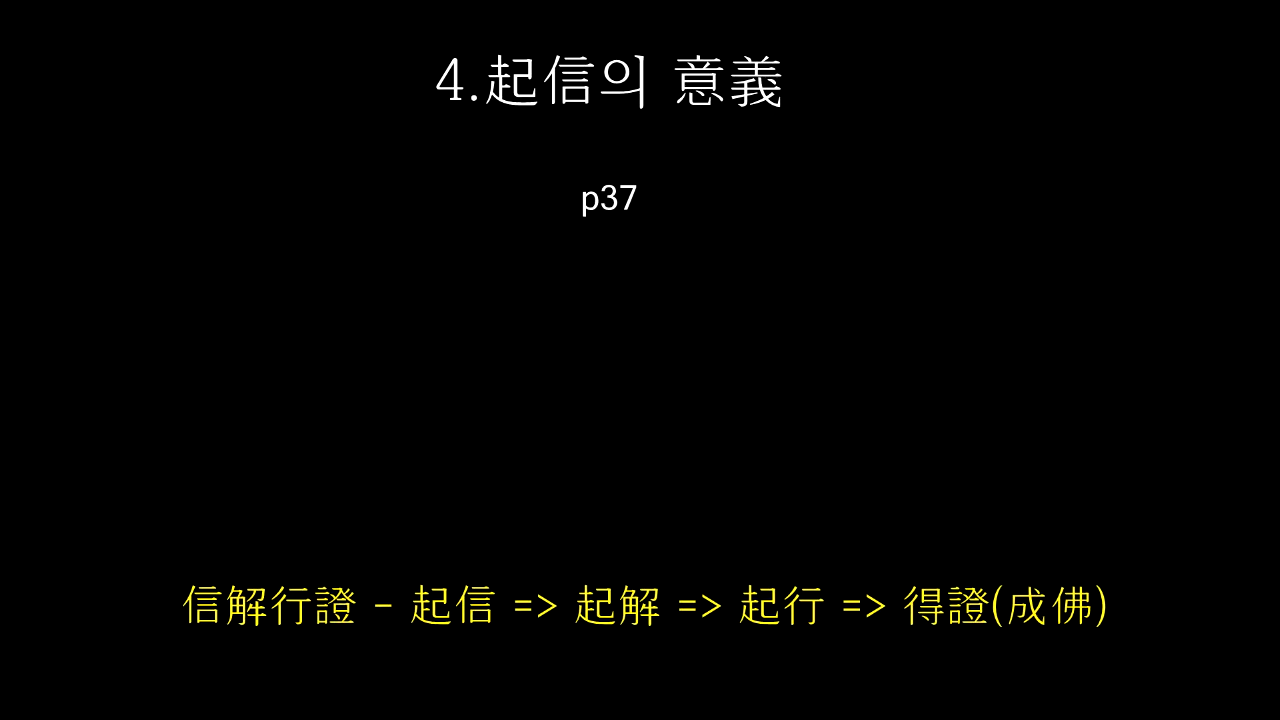 4.起信의 意義
p37
信解行證 - 起信 => 起解 => 起行 => 得證(成佛)